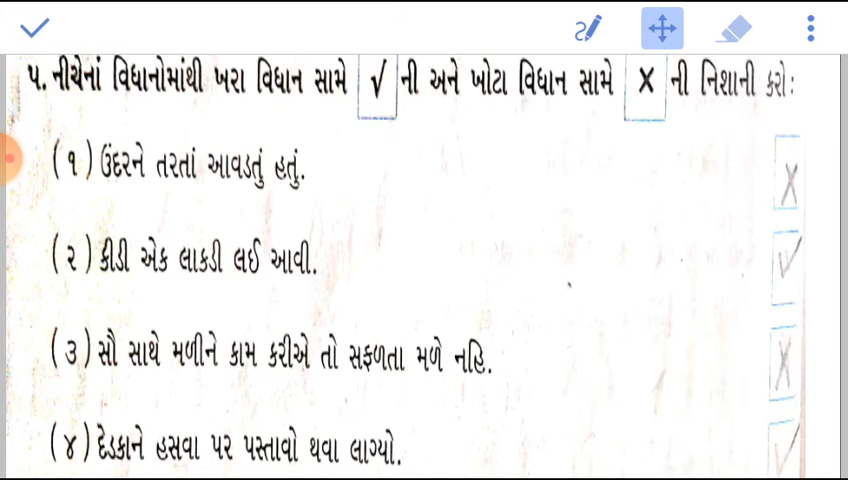 ૫. નીચેનાં વિધાનોમાંથી ખરા વિધાન સામે √ ની અને ખોટા વિધાન સામે X ની નિશાની કરો:
(૧) ઉંદરને તરતાં આવડતું હતું. X
(૨) કીડી એક લાકડી લઈ આવી. ✓
(૩) સૌ સાથે મળીને કામ કરીએ તો સફળતા મળે નહિ. X
(૪) દેડકાને હસવા પર પસ્તાવો થવા લાગ્યો. ✓